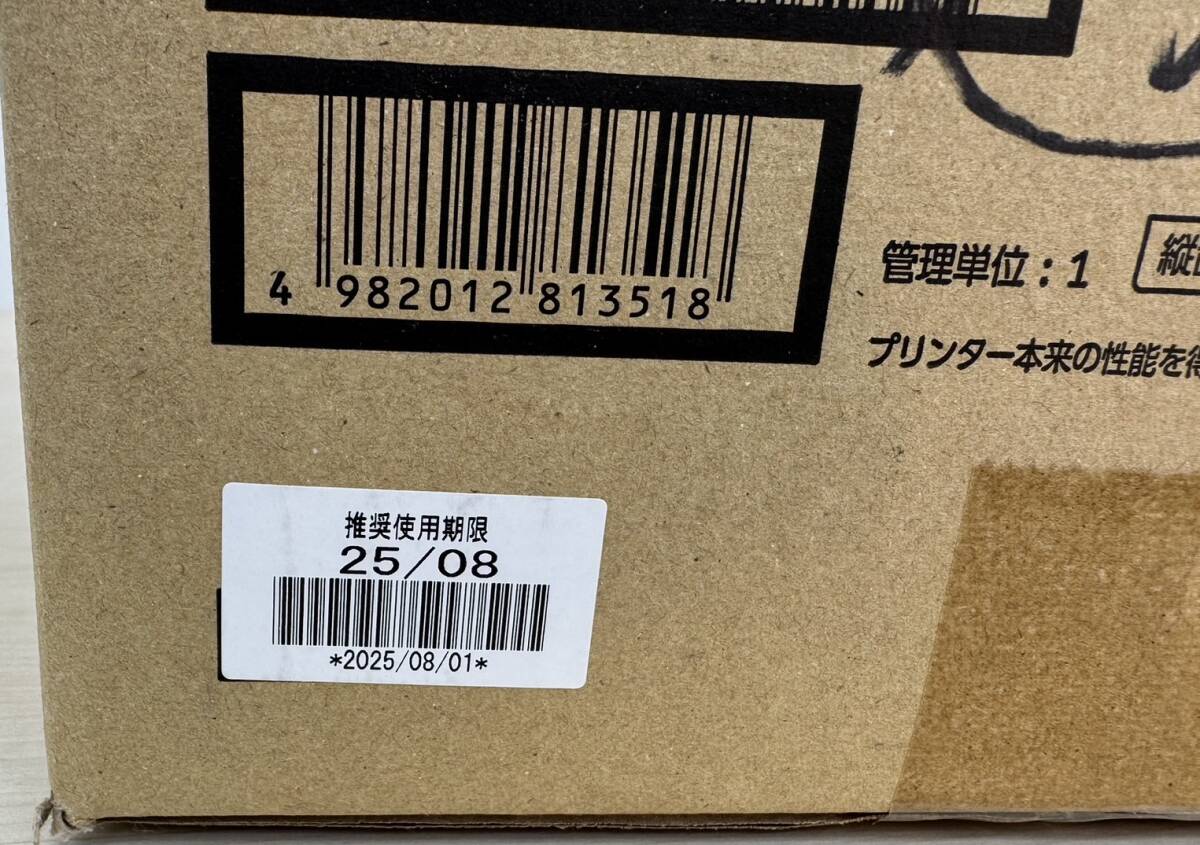 4 982012 813518
管理単位:1
縦
プリンター本来の性能を
推奨使用期限
25/08
*2025/08/01*